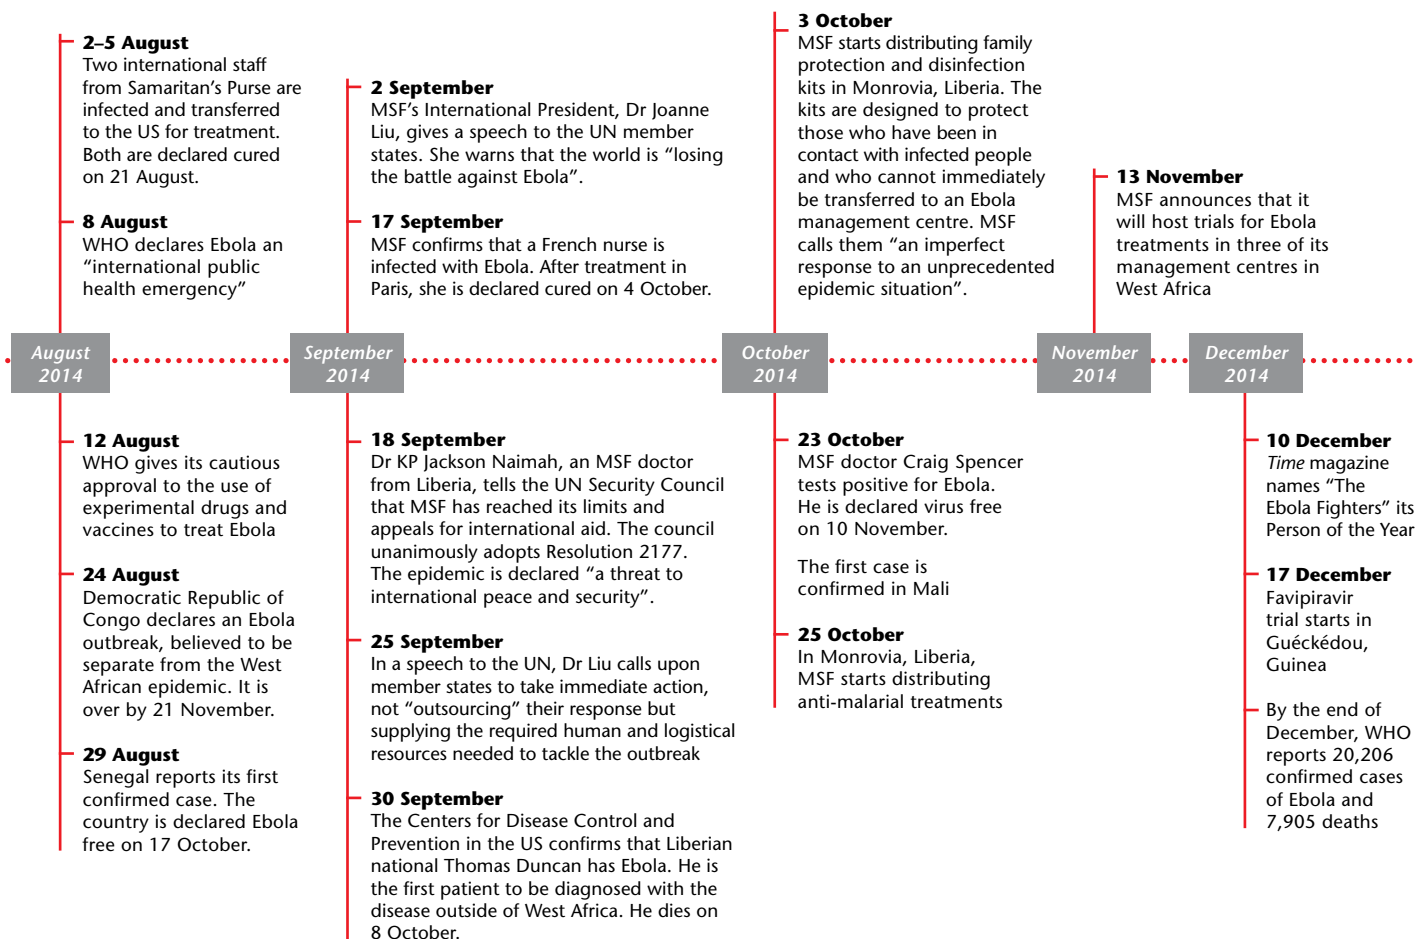 2–5 August
Two international staff
from Samaritan’s Purse are
infected and transferred
to the US for treatment.
Both are declared cured
on 21 August.
8 August
WHO declares Ebola an
“international public
health emergency”
2 September
MSF’s International President, Dr Joanne
Liu, gives a speech to the UN member
states. She warns that the world is “losing
the battle against Ebola”.
17 September
MSF confirms that a French nurse is
infected with Ebola. After treatment in
Paris, she is declared cured on 4 October.
3 October
MSF starts distributing family
protection and disinfection
kits in Monrovia, Liberia. The
kits are designed to protect
those who have been in
contact with infected people
and who cannot immediately
be transferred to an Ebola
management centre. MSF
calls them “an imperfect
response to an unprecedented
epidemic situation”.
13 November
MSF announces that it
will host trials for Ebola
treatments in three of its
management centres in
West Africa
August
2014
September
2014
October
2014
November
2014
December
2014
12 August
WHO gives its cautious
approval to the use of
experimental drugs and
vaccines to treat Ebola
24 August
Democratic Republic of
Congo declares an Ebola
outbreak, believed to be
separate from the West
African epidemic. It is
over by 21 November.
29 August
Senegal reports its first
confirmed case. The
country is declared Ebola
free on 17 October.
18 September
Dr KP Jackson Naimah, an MSF doctor
from Liberia, tells the UN Security Council
that MSF has reached its limits and
appeals for international aid. The council
unanimously adopts Resolution 2177.
The epidemic is declared “a threat to
international peace and security”.
25 September
In a speech to the UN, Dr Liu calls upon
member states to take immediate action,
not “outsourcing” their response but
supplying the required human and logistical
resources needed to tackle the outbreak
30 September
The Centers for Disease Control and
Prevention in the US confirms that Liberian
national Thomas Duncan has Ebola. He is
the first patient to be diagnosed with the
disease outside of West Africa. He dies on
8 October.
23 October
MSF doctor Craig Spencer
tests positive for Ebola.
He is declared virus free
on 10 November.
The first case is
confirmed in Mali
25 October
In Monrovia, Liberia,
MSF starts distributing
anti-malarial treatments
10 December
Time magazine
names “The
Ebola Fighters” its
Person of the Year
17 December
Favipiravir
trial starts in
Guéckédou,
Guinea
By the end of
December, WHO
reports 20,206
confirmed cases
of Ebola and
7,905 deaths